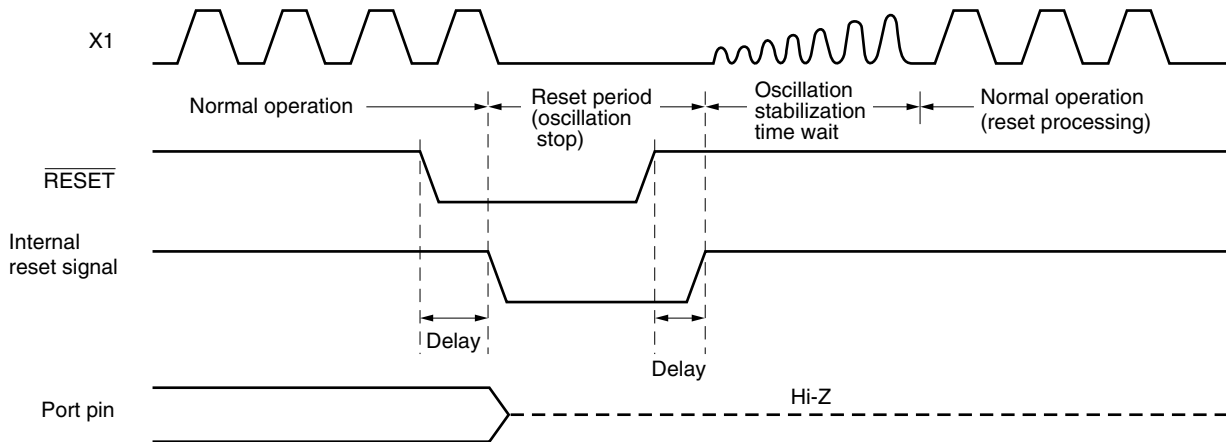 X1
Normal operation
Reset period
(oscillation
stop)
Oscillation
stabilization
time wait
Normal operation
(reset processing)
RESET
Internal
reset signal
Delay
Delay
Port pin
Hi-Z